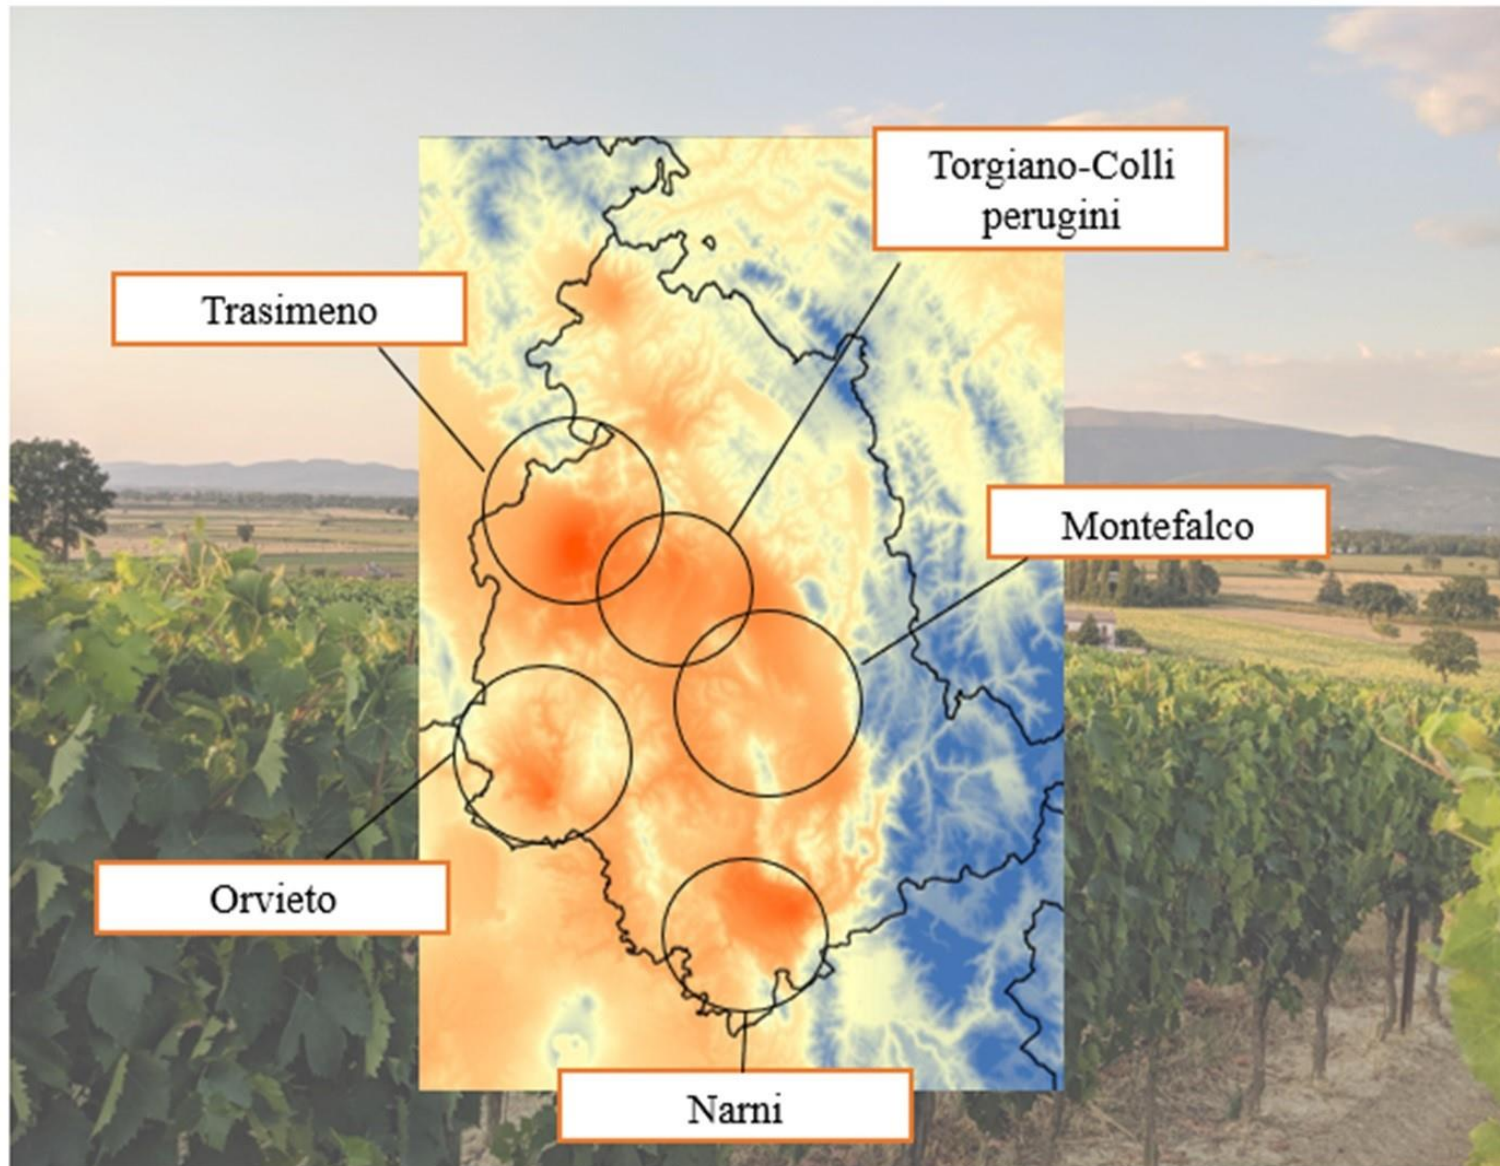 Torgiano-Colli
perugini
Trasimeno
Montefalco
Orvieto
Narni